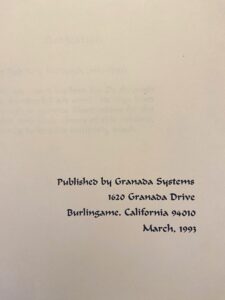 Published by Granada Systems
1620 Granada Drive
Burlingame, California 94010
March, 1993